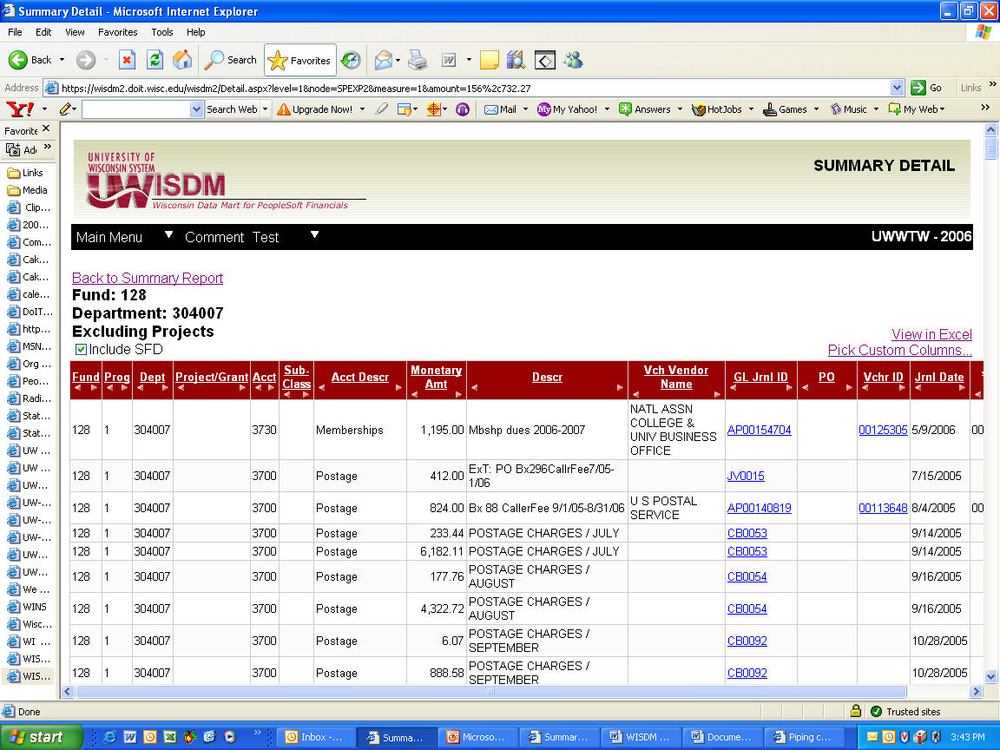 Summary Detail - Microsoft Internet Explorer
File Edit View Favorites Tools Help
Back Search Favorites
Address https://wisdm2.doit.wisc.edu/wisdm2/Detail.aspx?level=1&node=SPEXP2&measure=1&amount=156%2c732.27 Go Links »
Y! Search Web Upgrade Now! Mail My Yahoo! Answers HotJobs Games Music My Web »
Favorite
Ad »
Links
Media
Clip...
200...
Com...
Cak...
Cak...
cale...
DoIT...
http...
MSN...
Org ...
Peo...
Radi...
Stat...
Stat...
UW ...
UW ...
UW...
UW-...
UW-...
UW-...
UW...
UW...
We ...
WINS
Wisc...
WI ...
WIS...
WIS...
UNIVERSITY OF
WISCONSIN SYSTEM
UWISDM
Wisconsin Data Mart for PeopleSoft Financials
SUMMARY DETAIL
Main Menu Comment Test UWWTW - 2006
Back to Summary Report
Fund: 128
Department: 304007
Excluding Projects
View in Excel
Include SFD
Pick Custom Columns...
Fund Prog Dept Project/Grant Acct Sub-Class Acct Descr Monetary Amt Descr Vch Vendor Name GL Jrnl ID PO Vchr ID Jrnl Date
128 1 304007 3730 Memberships 1,195.00 Mbshp dues 2006-2007 NATL ASSN COLLEGE & UNIV BUSINESS OFFICE AP00154704 00125305 5/9/2006 00
128 1 304007 3700 Postage 412.00 ExT: PO Bx296CallrFee7/05-1/06 JV0015 7/15/2005
128 1 304007 3700 Postage 824.00 Bx 88 CallerFee 9/1/05-8/31/06 U S POSTAL SERVICE AP00140819 00113648 8/4/2005 00
128 1 304007 3700 Postage 233.44 POSTAGE CHARGES / JULY CB0053 9/14/2005
128 1 304007 3700 Postage 6,182.11 POSTAGE CHARGES / JULY CB0053 9/14/2005
128 1 304007 3700 Postage 177.76 POSTAGE CHARGES / AUGUST CB0054 9/16/2005
128 1 304007 3700 Postage 4,322.72 POSTAGE CHARGES / AUGUST CB0054 9/16/2005
128 1 304007 3700 Postage 6.07 POSTAGE CHARGES / SEPTEMBER CB0092 10/28/2005
128 1 304007 3700 Postage 888.58 POSTAGE CHARGES / SEPTEMBER CB0092 10/28/2005
Done Trusted sites
start » Inbox -... Summa... Microso... Summar... WISDM ... Docume... Piping c... 3:43 PM